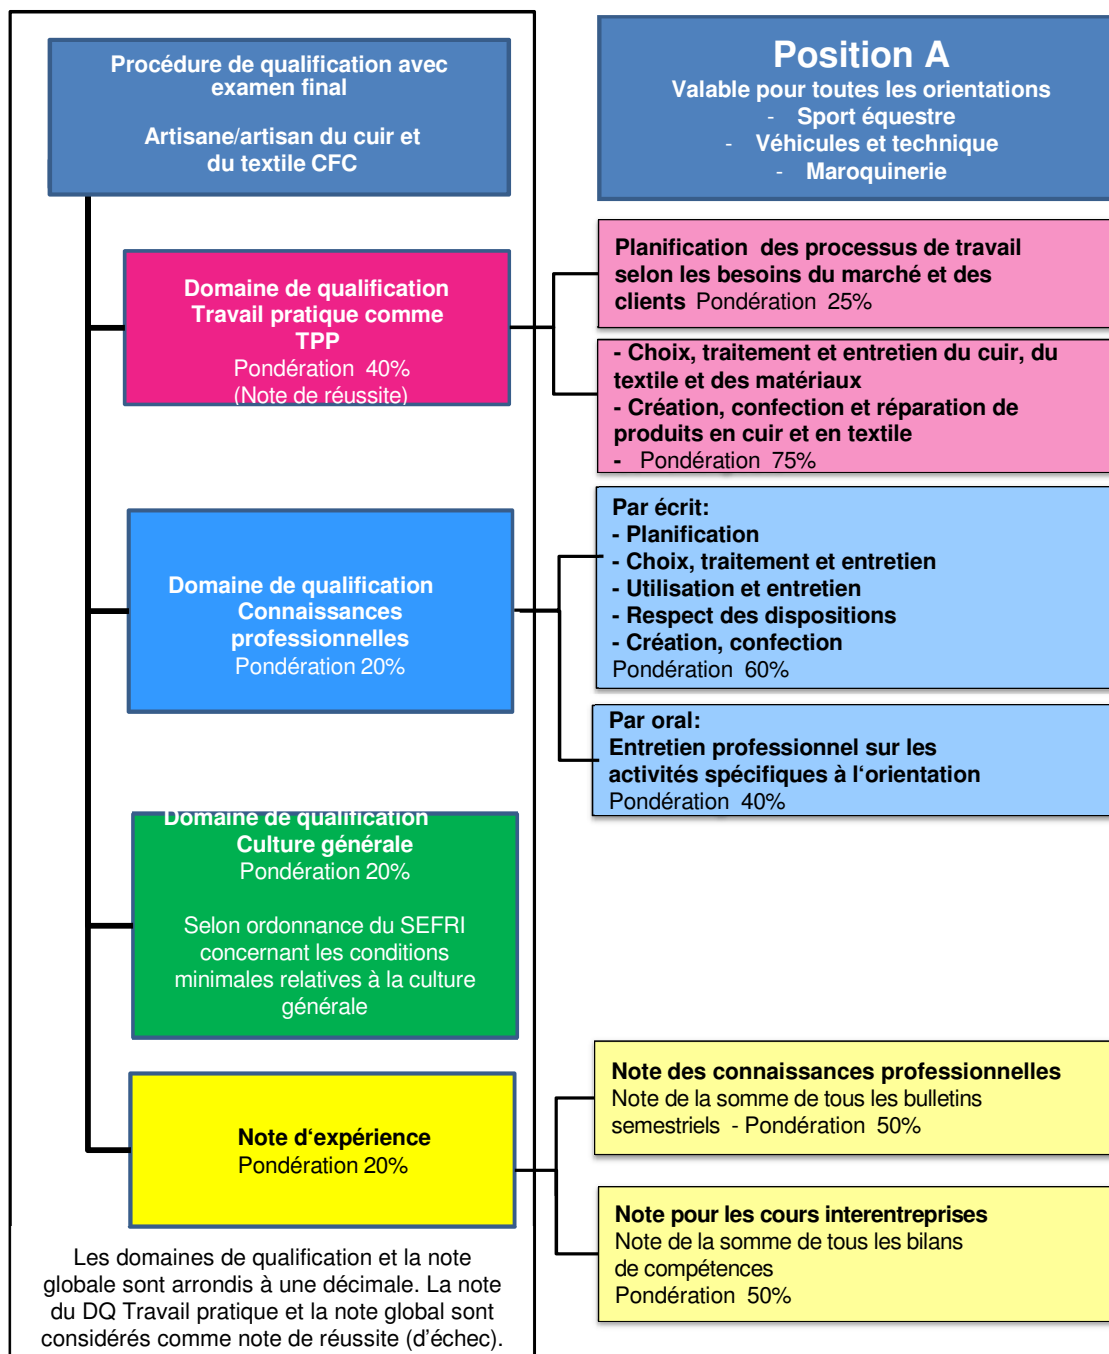 Procédure de qualification avec
examen final
Artisane/artisan du cuir et
du textile CFC
Position A
Valable pour toutes les orientations
- Sport équestre
- Véhicules et technique
- Maroquinerie
Domaine de qualification
Travail pratique comme
TPP
Pondération 40%
(Note de réussite)
Planification des processus de travail
selon les besoins du marché et des
clients Pondération 25%
- Choix, traitement et entretien du cuir, du
textile et des matériaux
- Création, confection et réparation de
produits en cuir et en textile
- Pondération 75%
Domaine de qualification
Connaissances
professionnelles
Pondération 20%
Par écrit:
- Planification
- Choix, traitement et entretien
- Utilisation et entretien
- Respect des dispositions
- Création, confection
Pondération 60%
Par oral:
Entretien professionnel sur les
activités spécifiques à l‘orientation
Pondération 40%
Domaine de qualification
Culture générale
Pondération 20%
Selon ordonnance du SEFRI
concernant les conditions
minimales relatives à la culture
générale
Note d‘expérience
Pondération 20%
Note des connaissances professionnelles
Note de la somme de tous les bulletins
semestriels - Pondération 50%
Note pour les cours interentreprises
Note de la somme de tous les bilans
de compétences
Pondération 50%
Les domaines de qualification et la note
globale sont arrondis à une décimale. La note
du DQ Travail pratique et la note global sont
considérés comme note de réussite (d’échec).